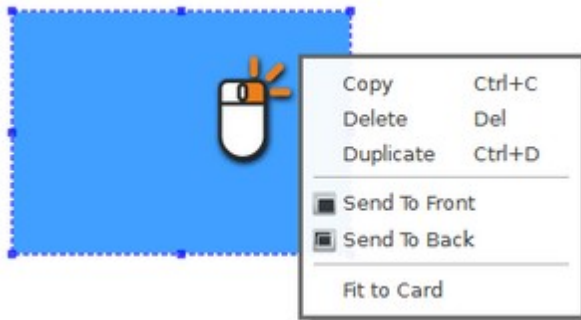 Copy Ctrl+C
Delete Del
Duplicate Ctrl+D
Send To Front
Send To Back
Fit to Card